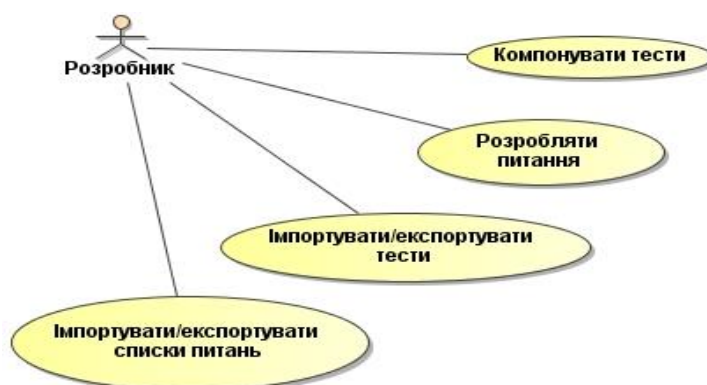 Розробник
Компонувати тести
Розробляти
питання
Імпортувати/експортувати
тести
Імпортувати/експортувати
списки питань